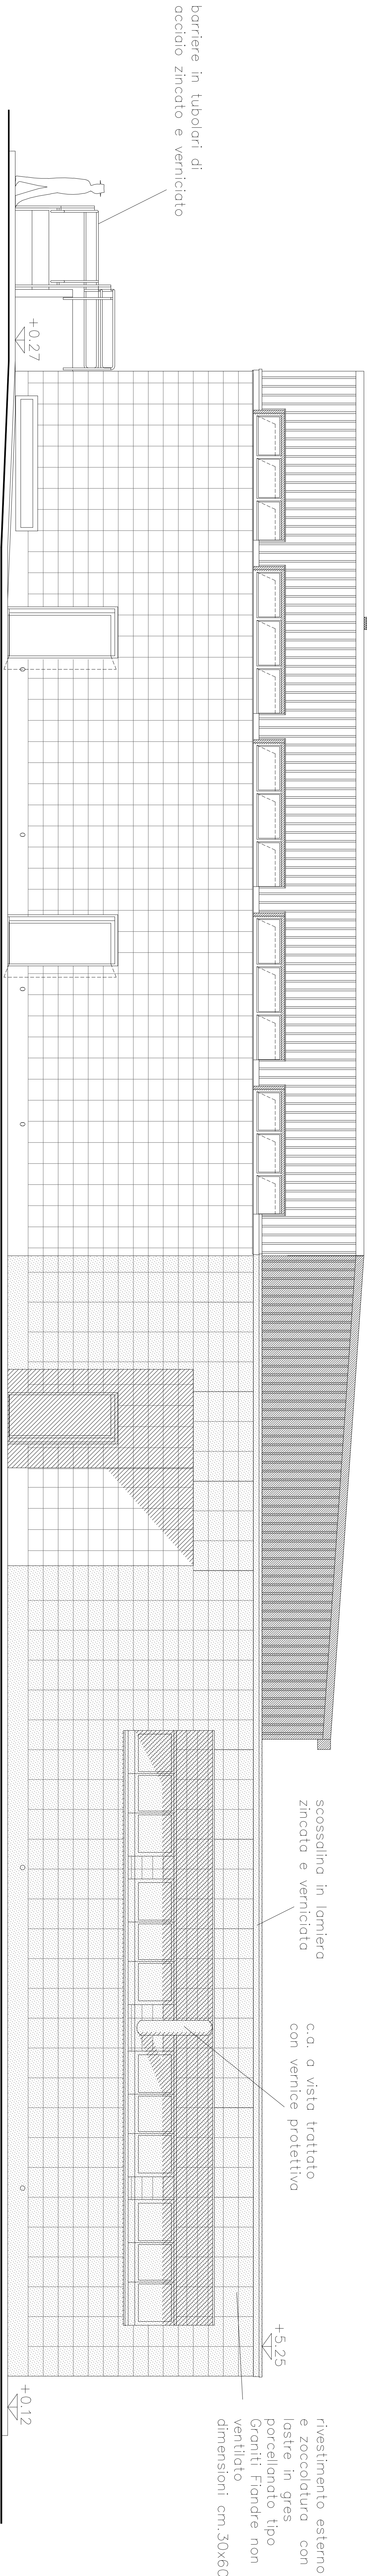 barriere in tubolari di
acciaio zincato e verniciato
+0.27
scossalina in lamiera
zincata e verniciata
c.a. a vista trattato
con vernice protettiva
+5.25
+0.12
rivestimento esterno
e zoccolatura con
lastre in gres
porcellanato tipo
Graniti Fiandre non
ventilato
dimensioni cm.30x60